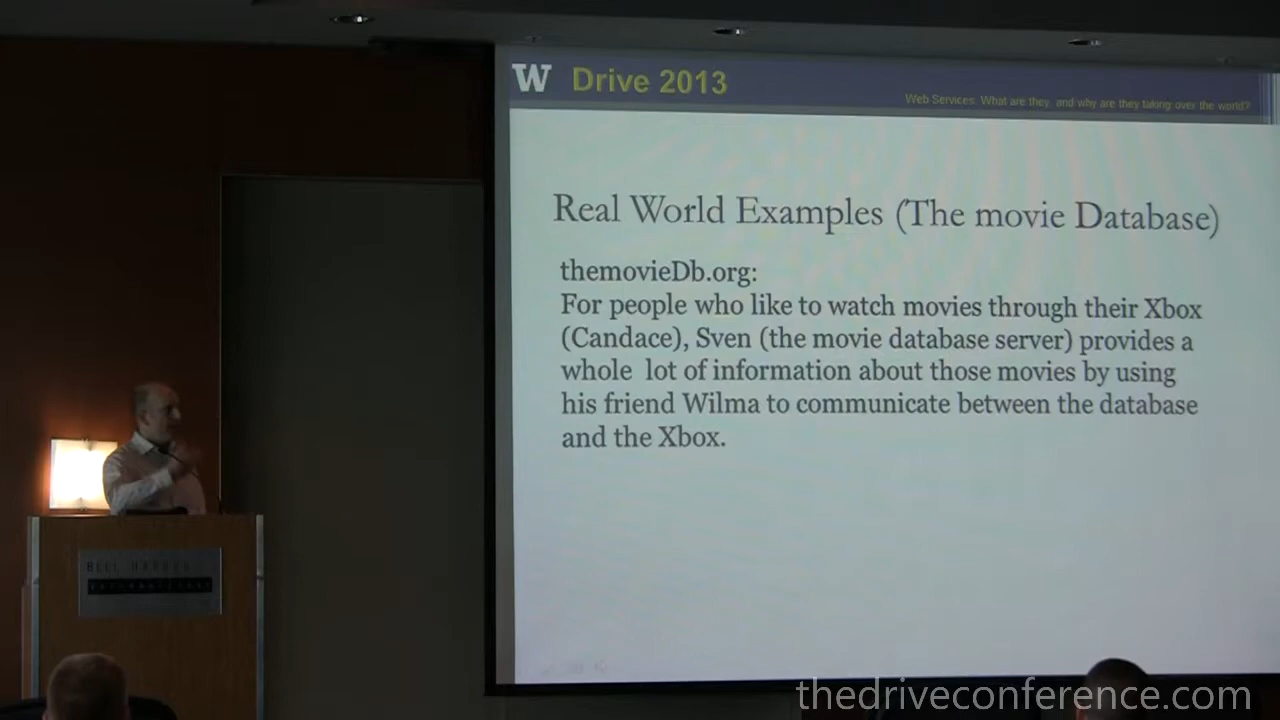 W Drive 2013
Web Services: What are they, and why are they taking over the world?
Real World Examples (The movie Database)
themovieDb.org:
For people who like to watch movies through their Xbox
(Candace), Sven (the movie database server) provides a
whole lot of information about those movies by using
his friend Wilma to communicate between the database
and the Xbox.
thedriveconference.com